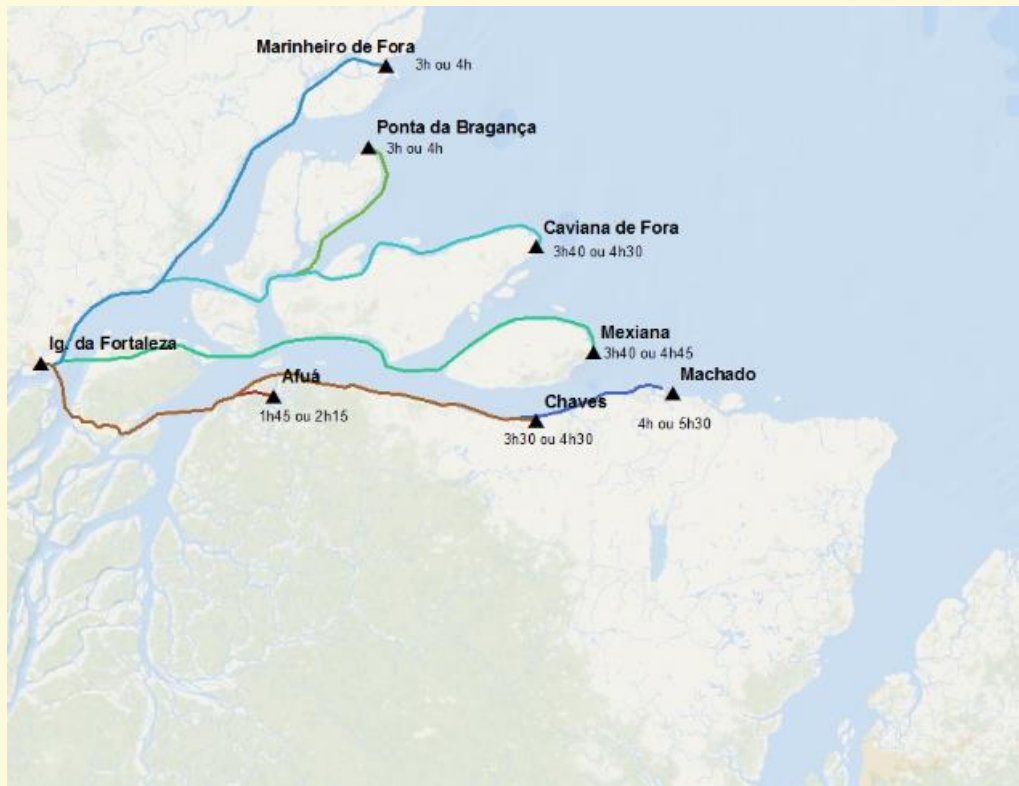 Marinheiro de Fora
3h ou 4h
Ponta da Bragança
3h ou 4h
Caviana de Fora
3h40 ou 4h30
Ig. da Fortaleza
Mexiana
3h40 ou 4h45
Afuá
1h45 ou 2h15
Machado
4h ou 5h30
Chaves
3h30 ou 4h30